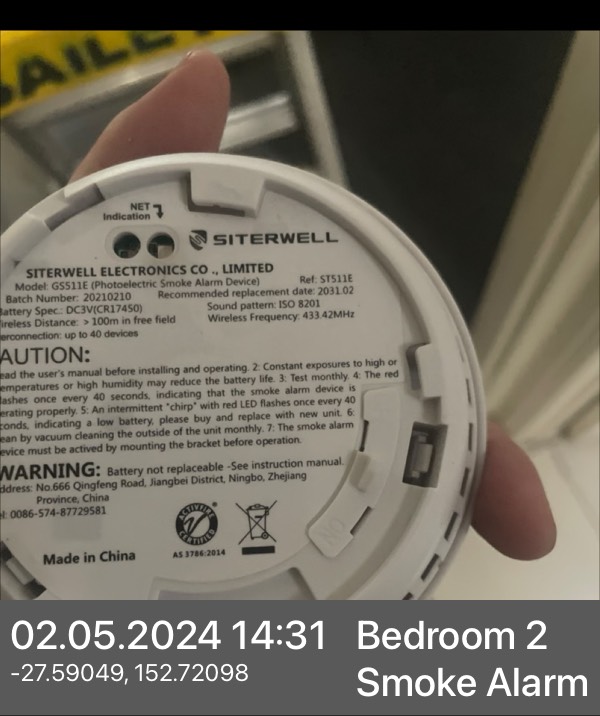 NET
Indication
SITERWELL
SITERWELL ELECTRONICS CO ., LIMITED
Model: GS511E (Photoelectric Smoke Alarm Device) Ref: ST511E
Batch Number: 20210210 Recommended replacement date: 2031.02
attery Spec.: DC3V(CR17450) Sound pattern: ISO 8201
ireless Distance: > 100m in free field Wireless Frequency: 433.42MHz
erconnection: up to 40 devices
AUTION:
ead the user's manual before installing and operating. 2: Constant exposures to high or
emperatures or high humidity may reduce the battery life. 3: Test monthly. 4: The red
lashes once every 40 seconds, indicating that the smoke alarm device is
erating properly. 5: An intermittent "chirp" with red LED flashes once every 40
conds, indicating a low battery, please buy and replace with new unit. 6:
ean by vacuum cleaning the outside of the unit monthly. 7: The smoke alarm
evice must be actived by mounting the bracket before operation.
WARNING: Battery not replaceable -See instruction manual.
ddress: No.666 Qingfeng Road, Jiangbei District, Ningbo, Zhejiang
Province, China
el: 0086-574-87729581
ACTIVFIRE
CERTIFIED
NO
Made in China
AS 3786:2014
02.05.2024 14:31
-27.59049, 152.72098
Bedroom 2
Smoke Alarm